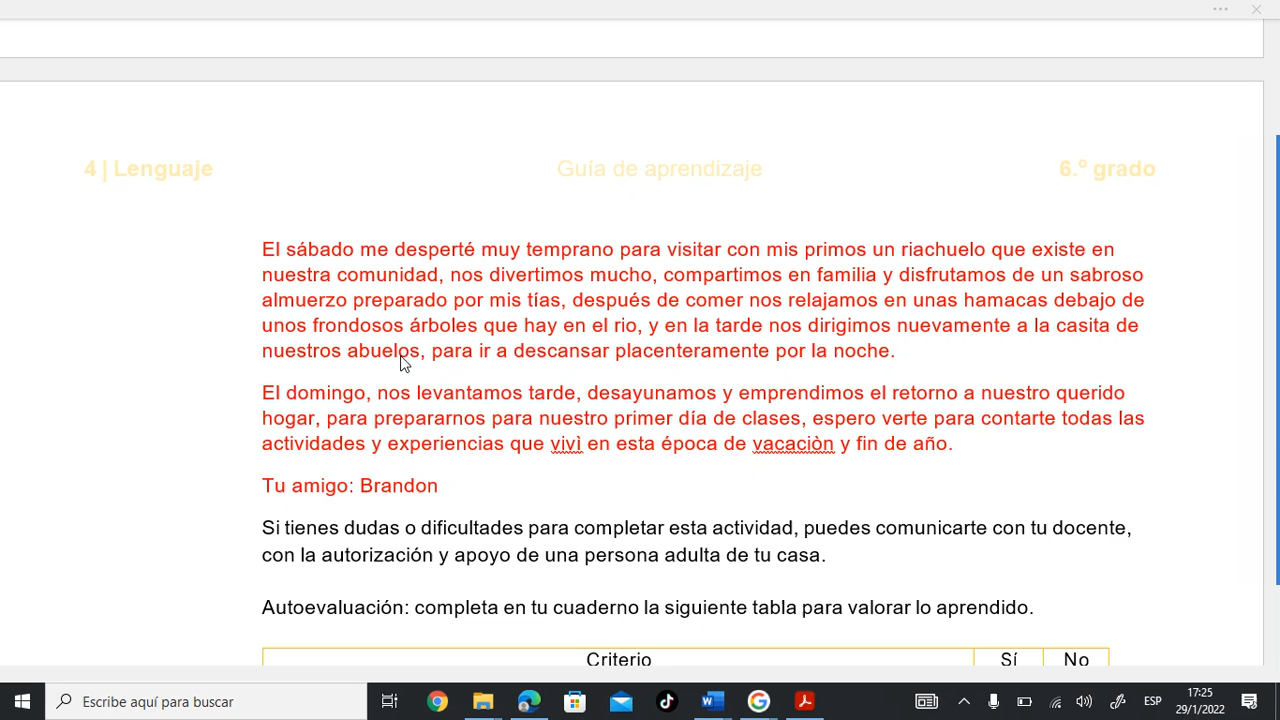 4 | Lenguaje
Guía de aprendizaje
6.º grado
El sábado me desperté muy temprano para visitar con mis primos un riachuelo que existe en
nuestra comunidad, nos divertimos mucho, compartimos en familia y disfrutamos de un sabroso
almuerzo preparado por mis tías, después de comer nos relajamos en unas hamacas debajo de
unos frondosos árboles que hay en el rio, y en la tarde nos dirigimos nuevamente a la casita de
nuestros abuelos, para ir a descansar placenteramente por la noche.
El domingo, nos levantamos tarde, desayunamos y emprendimos el retorno a nuestro querido
hogar, para prepararnos para nuestro primer día de clases, espero verte para contarte todas las
actividades y experiencias que vivì en esta época de vacaciòn y fin de año.
Tu amigo: Brandon
Si tienes dudas o dificultades para completar esta actividad, puedes comunicarte con tu docente,
con la autorización y apoyo de una persona adulta de tu casa.
Autoevaluación: completa en tu cuaderno la siguiente tabla para valorar lo aprendido.
Criterio Sí No
Escribe aquí para buscar
ESP
17:25
29/1/2022